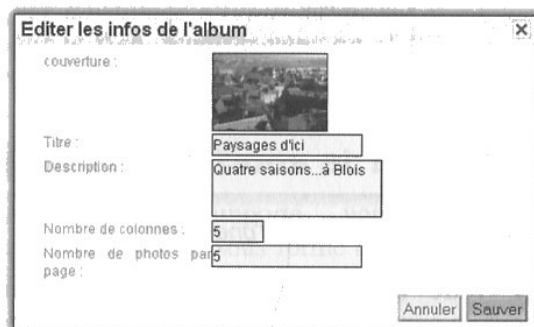 Editer les infos de l'album
couverture :
Titre : Paysages d'ici
Description : Quatre saisons...à Blois
Nombre de colonnes : 5
Nombre de photos par page : 5
Annuler Sauver